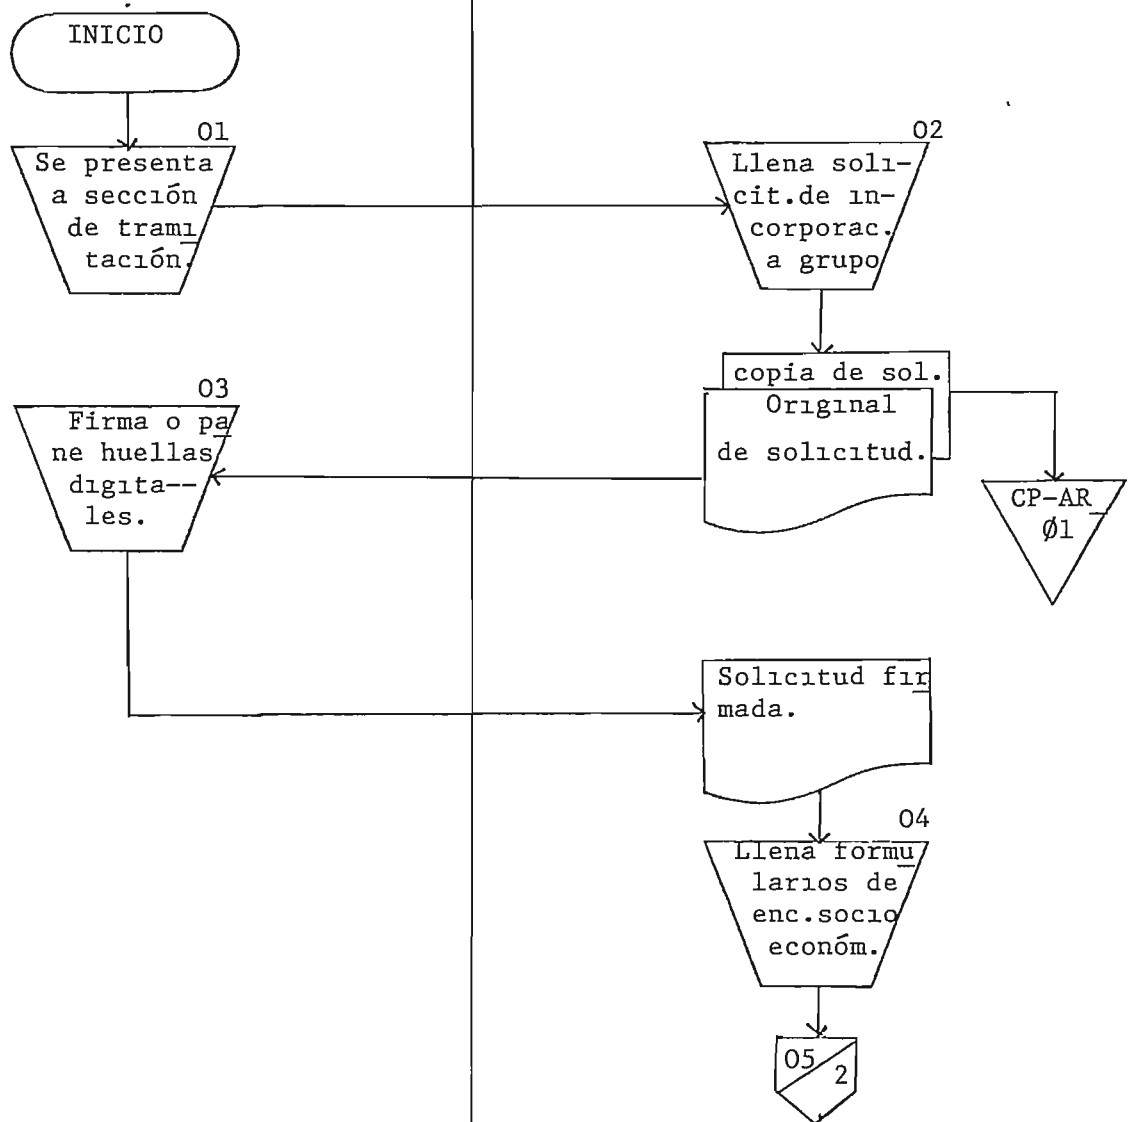 INICIO
01
Se presenta
a sección
de trami
tación.
02
Llena soli-
cit.de in-
corporac.
a grupo
copia de sol.
Original
de solicitud.
03
Firma o pa
ne huellas
digita--
les.
CP-AR
Ø1
Solicitud fir
mada.
04
Llena formu
larios de
enc.socio
económ.
05
2